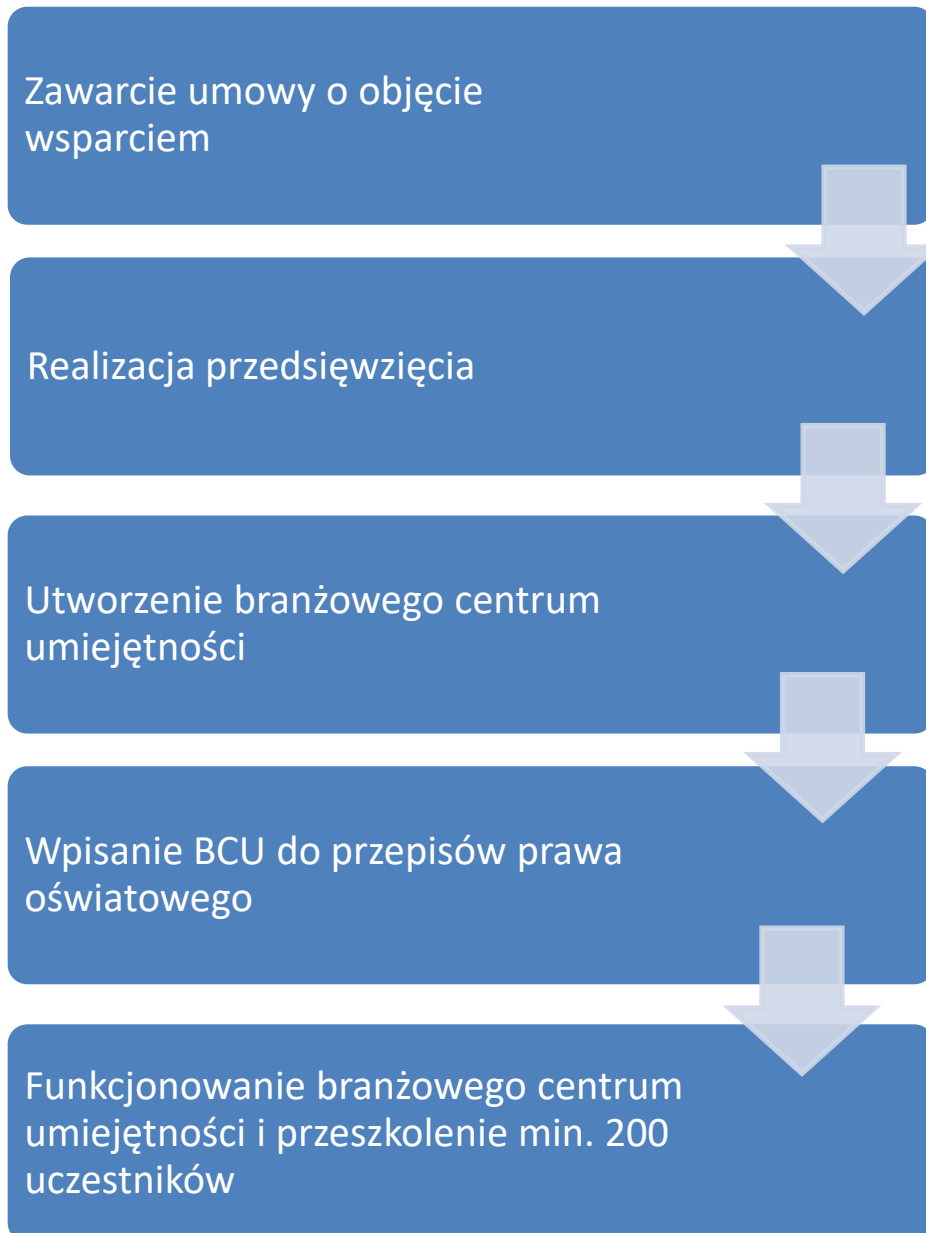 Zawarcie umowy o objęcie
wsparciem
Realizacja przedsięwzięcia
Utworzenie branżowego centrum
umiejętności
Wpisanie BCU do przepisów prawa
oświatowego
Funkcjonowanie branżowego centrum
umiejętności i przeszkolenie min. 200
uczestników